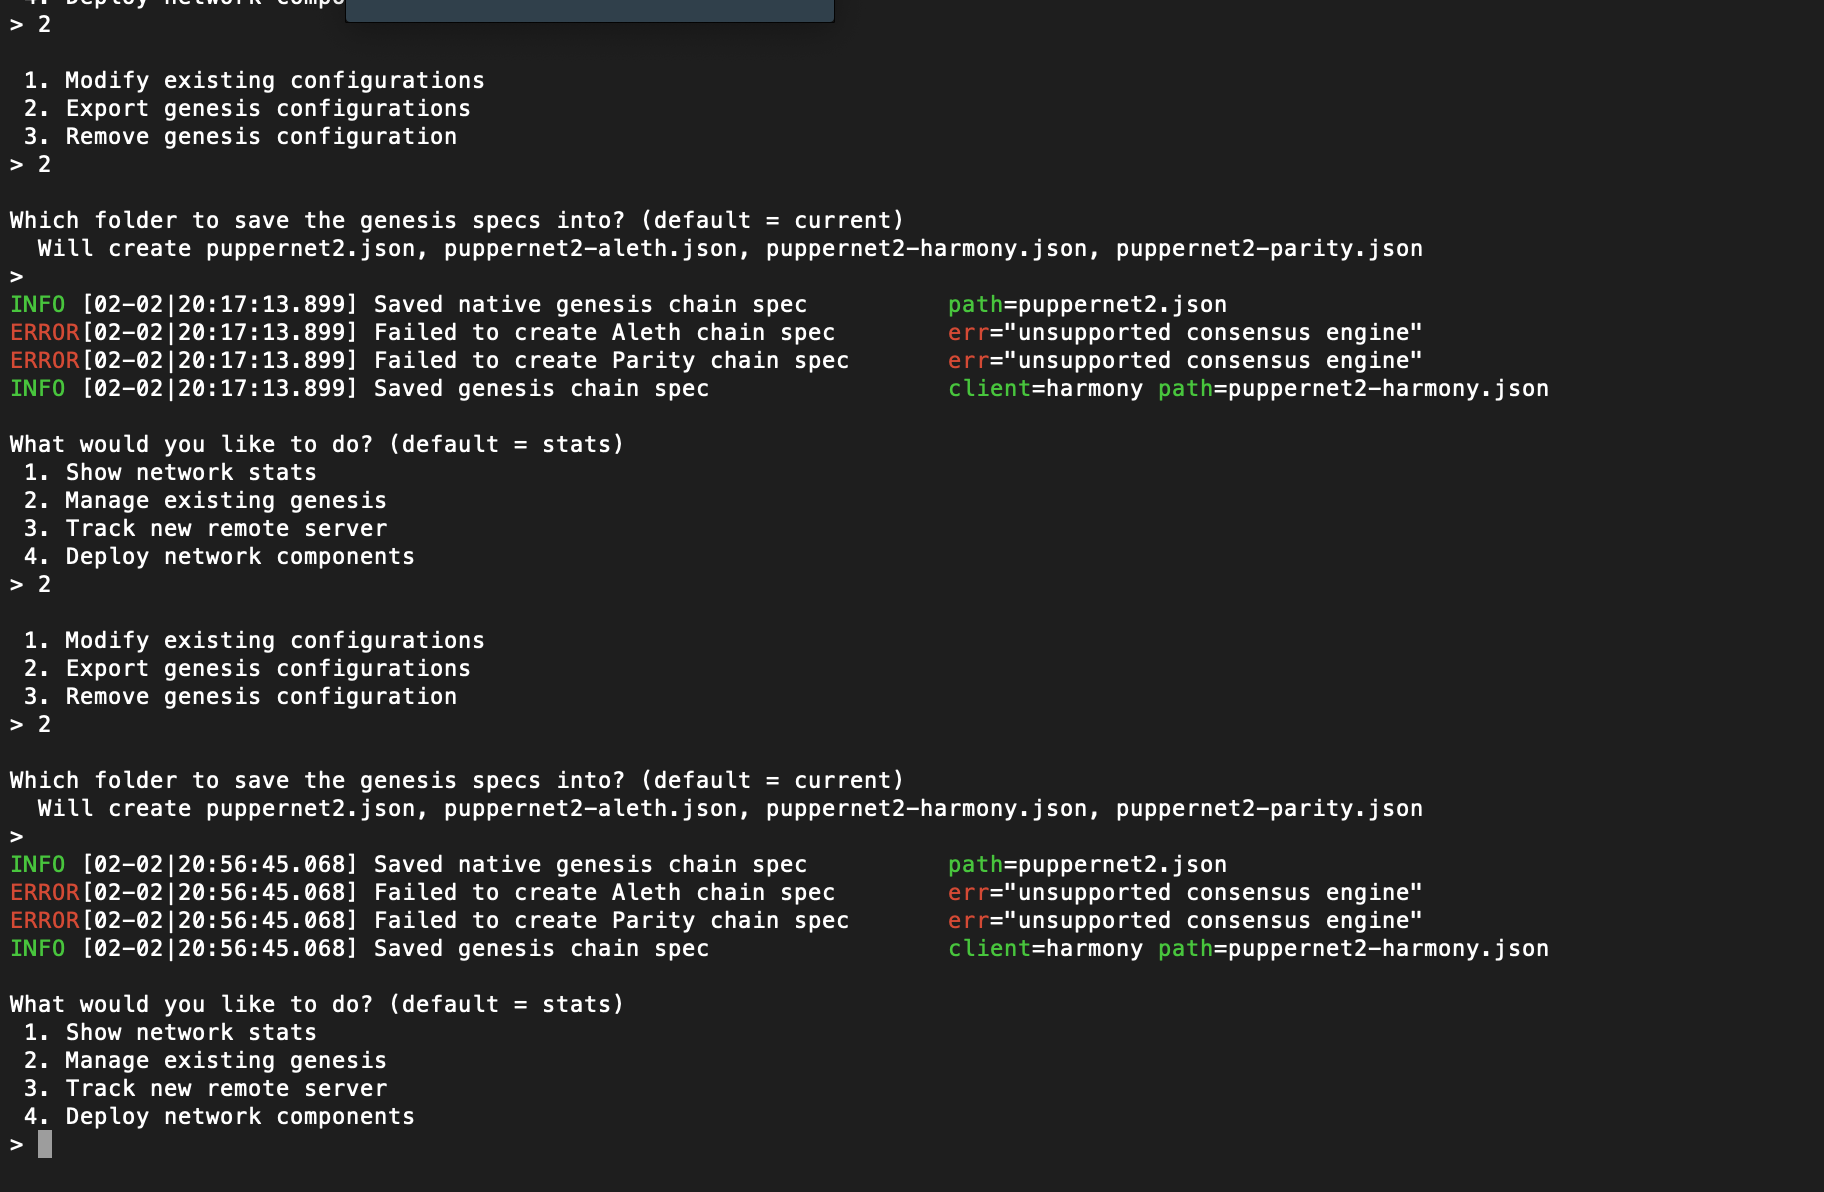 4. Deploy network compo
> 2
1. Modify existing configurations
2. Export genesis configurations
3. Remove genesis configuration
> 2
Which folder to save the genesis specs into? (default = current)
Will create puppernet2.json, puppernet2-aleth.json, puppernet2-harmony.json, puppernet2-parity.json
>
INFO [02-02|20:17:13.899] Saved native genesis chain spec path=puppernet2.json
ERROR[02-02|20:17:13.899] Failed to create Aleth chain spec err="unsupported consensus engine"
ERROR[02-02|20:17:13.899] Failed to create Parity chain spec err="unsupported consensus engine"
INFO [02-02|20:17:13.899] Saved genesis chain spec client=harmony path=puppernet2-harmony.json
What would you like to do? (default = stats)
1. Show network stats
2. Manage existing genesis
3. Track new remote server
4. Deploy network components
> 2
1. Modify existing configurations
2. Export genesis configurations
3. Remove genesis configuration
> 2
Which folder to save the genesis specs into? (default = current)
Will create puppernet2.json, puppernet2-aleth.json, puppernet2-harmony.json, puppernet2-parity.json
>
INFO [02-02|20:56:45.068] Saved native genesis chain spec path=puppernet2.json
ERROR[02-02|20:56:45.068] Failed to create Aleth chain spec err="unsupported consensus engine"
ERROR[02-02|20:56:45.068] Failed to create Parity chain spec err="unsupported consensus engine"
INFO [02-02|20:56:45.068] Saved genesis chain spec client=harmony path=puppernet2-harmony.json
What would you like to do? (default = stats)
1. Show network stats
2. Manage existing genesis
3. Track new remote server
4. Deploy network components
>